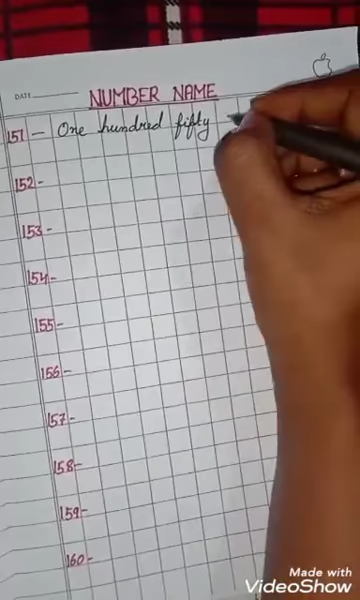 DATE
NUMBER NAME
151 - One hundred fifty
152 -
153 -
154 -
155 -
156 -
157 -
158 -
159 -
160 -
Made with
VideoShow